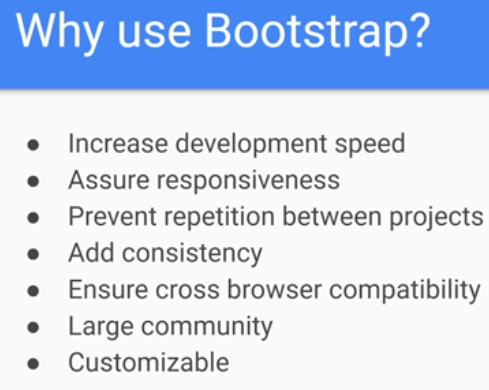 Why use Bootstrap?
● Increase development speed
● Assure responsiveness
● Prevent repetition between projects
● Add consistency
● Ensure cross browser compatibility
● Large community
● Customizable